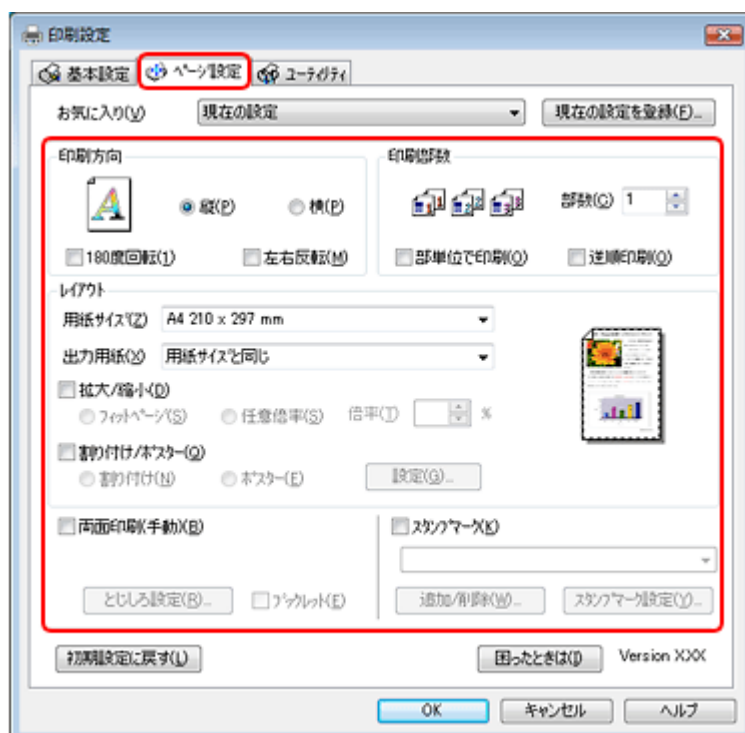 印刷設定
基本設定 ページ設定 ユーティリティ
お気に入り(V) 現在の設定 現在の設定を登録(F)...
印刷方向 印刷部数
縦(P) 横(P) 部数(C) 1
180度回転(1) 左右反転(M) 部単位で印刷(O) 逆順印刷(O)
レイアウト
用紙サイズ(Z) A4 210 x 297 mm
出力用紙(X) 用紙サイズと同じ
拡大/縮小(D)
フィットページ(S) 任意倍率(S) 倍率(T) %
割り付け/ポスター(O)
割り付け(N) ポスター(E) 設定(G)...
両面印刷(手動)(B) スタンプマーク(K)
とじしろ設定(R)... ブックレット(E) 追加/削除(W)... スタンプマーク設定(Y)...
初期設定に戻す(L) 困ったときは(I) Version XXX
OK キャンセル ヘルプ